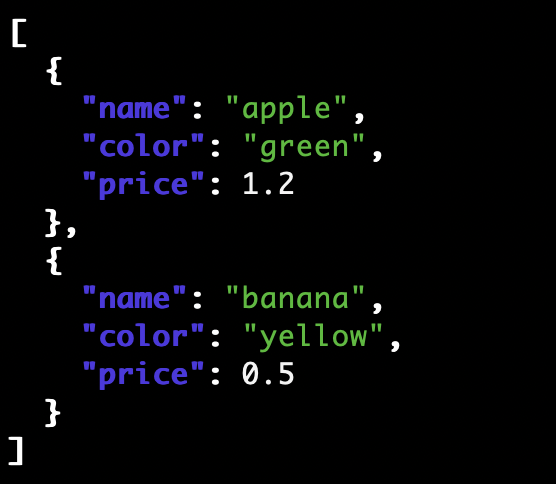 [
  {
    "name": "apple",
    "color": "green",
    "price": 1.2
  },
  {
    "name": "banana",
    "color": "yellow",
    "price": 0.5
  }
]